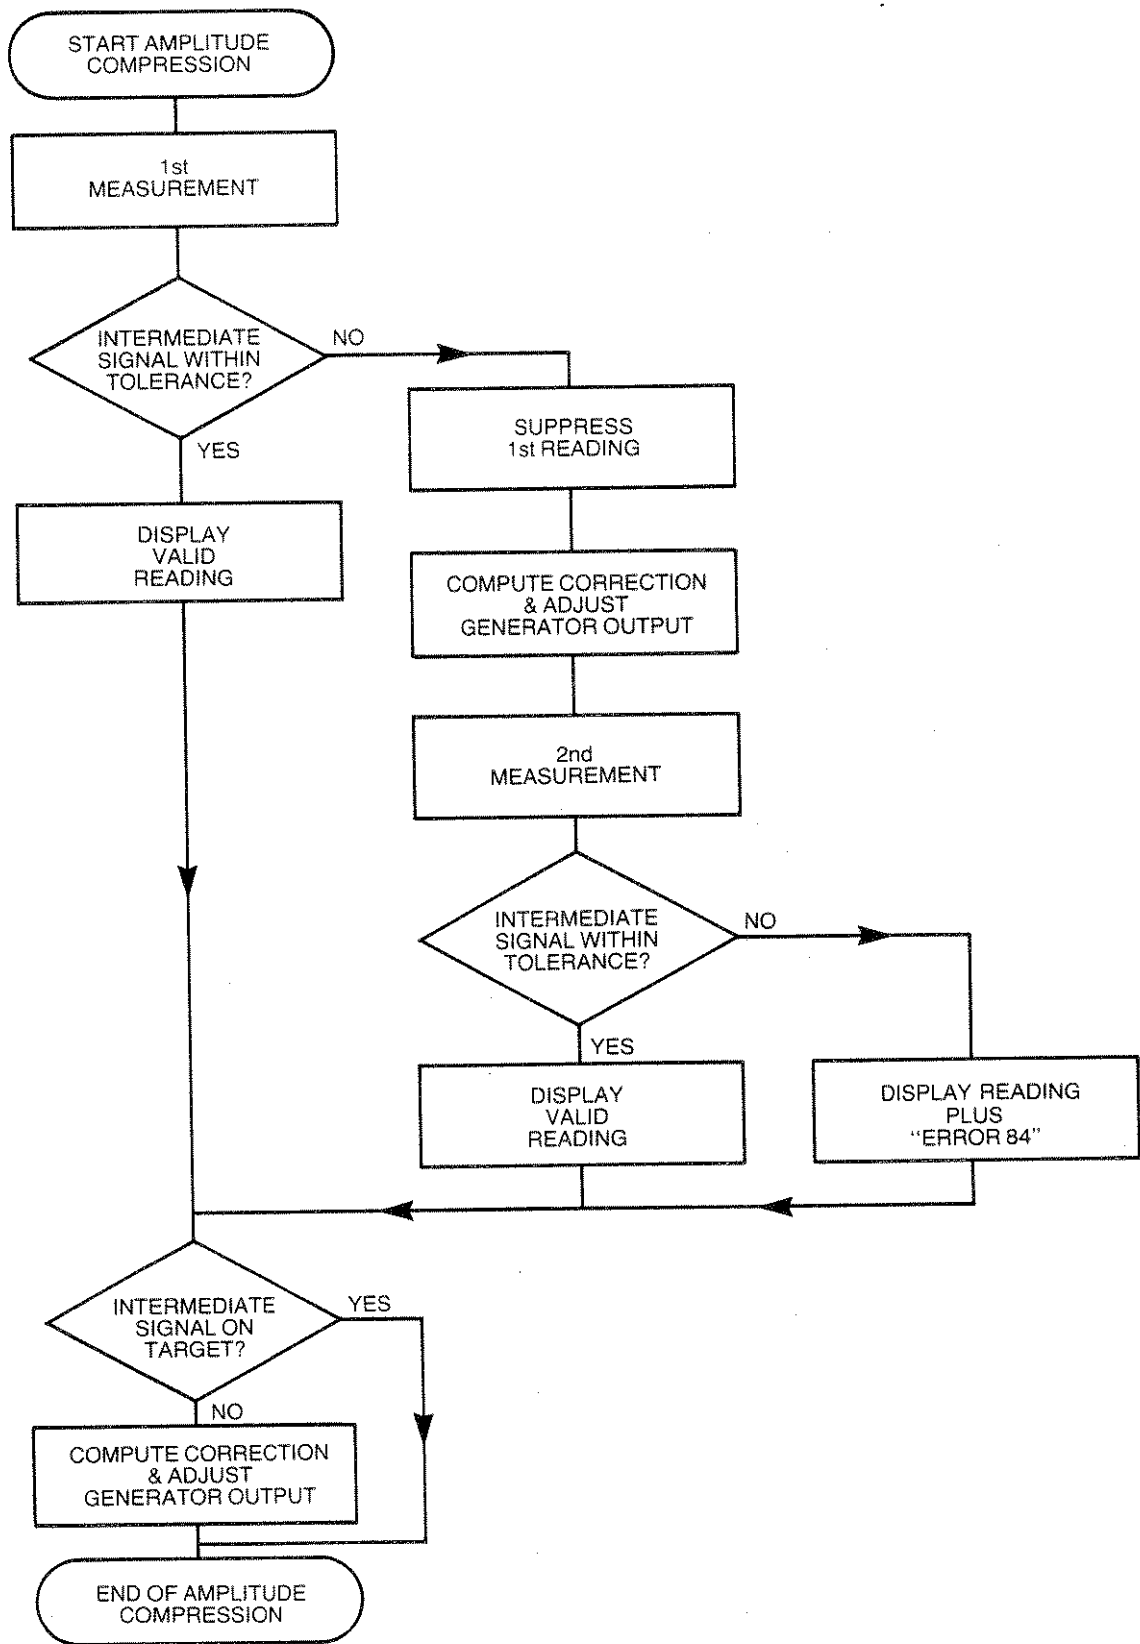 START AMPLITUDE
COMPRESSION
1st
MEASUREMENT
INTERMEDIATE
SIGNAL WITHIN
TOLERANCE?
NO
YES
DISPLAY
VALID
READING
SUPPRESS
1st READING
COMPUTE CORRECTION
& ADJUST
GENERATOR OUTPUT
2nd
MEASUREMENT
INTERMEDIATE
SIGNAL WITHIN
TOLERANCE?
NO
YES
DISPLAY
VALID
READING
DISPLAY READING
PLUS
"ERROR 84"
INTERMEDIATE
SIGNAL ON
TARGET?
YES
NO
COMPUTE CORRECTION
& ADJUST
GENERATOR OUTPUT
END OF AMPLITUDE
COMPRESSION